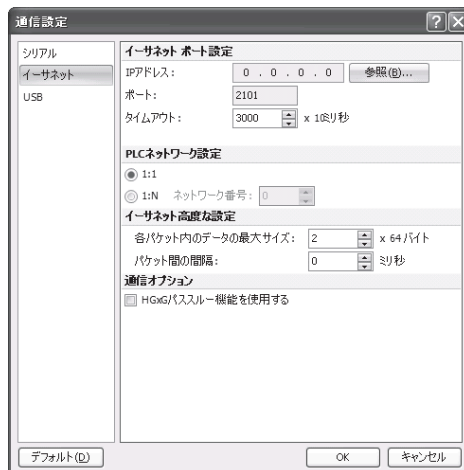 通信設定
シリアル
イーサネット
USB
イーサネット ポート設定
IPアドレス: 0 . 0 . 0 . 0 参照(B)...
ポート: 2101
タイムアウト: 3000 x 1ミリ秒
PLCネットワーク設定
1:1
1:N ネットワーク番号: 0
イーサネット高度な設定
各パケット内のデータの最大サイズ: 2 x 64 バイト
パケット間の間隔: 0 ミリ秒
通信オプション
HGxGパススルー機能を使用する
デフォルト(D) OK キャンセル